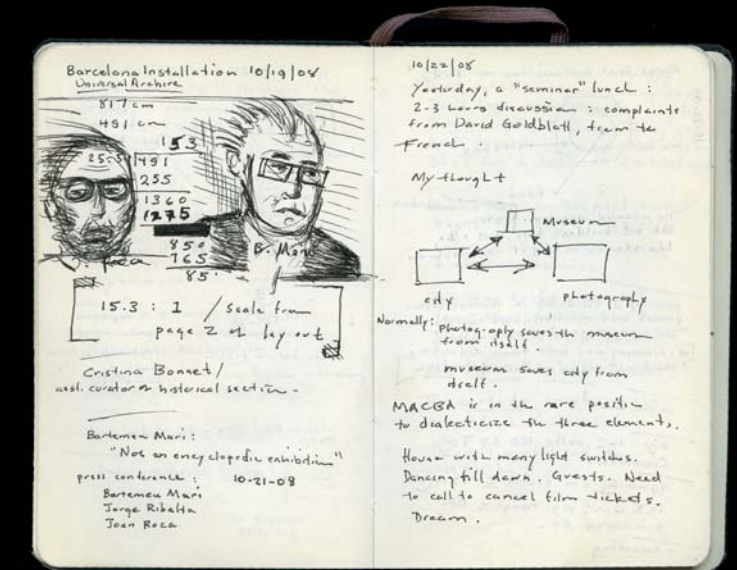 Barcelona Installation 10/19/08
Universal Archive
817 cm
491 cm
153
25.5 491
255
1360
1275
850
765
85
B. Mari
15.3 : 1 / scale from
page 2 of lay out
Cristina Bonnet /
asst. curator of historical section -
Bartemeu Mari :
"Not an encyclopedic exhibition"
press conference : 10-21-08
Bartemeu Mari
Jorge Ribalta
Joan Roca
10/22/08
Yesterday, a "seminar" lunch :
2-3 hours discussion : complaints
from David Goldblatt, from the
French.
My thought
Museum
city photography
Normally: photography saves the museum
from itself
museum saves city from
itself.
MACBA is in the rare position
to dialecticize the three elements.
House with many light switches.
Dancing till dawn. Guests. Need
to call to cancel film tickets.
Dream.